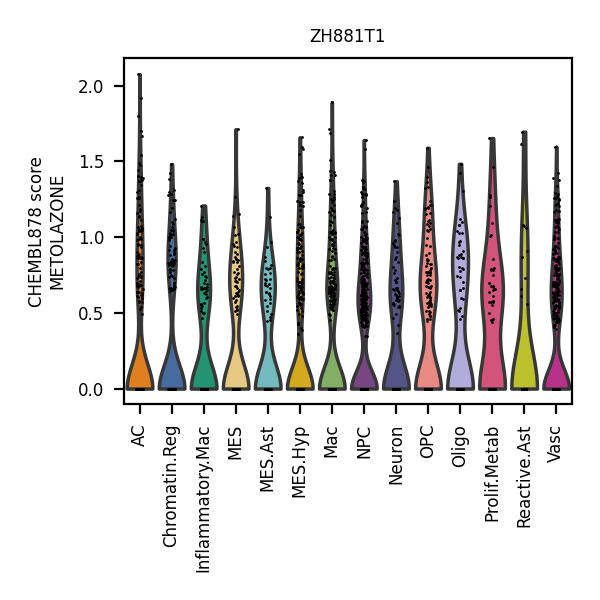 ZH881T1
CHEMBL878 score
METOLAZONE
2.0
1.5
1.0
0.5
0.0
AC
Chromatin.Reg
Inflammatory.Mac
MES
MES.Ast
MES.Hyp
Mac
NPC
Neuron
OPC
Oligo
Prolif.Metab
Reactive.Ast
Vasc